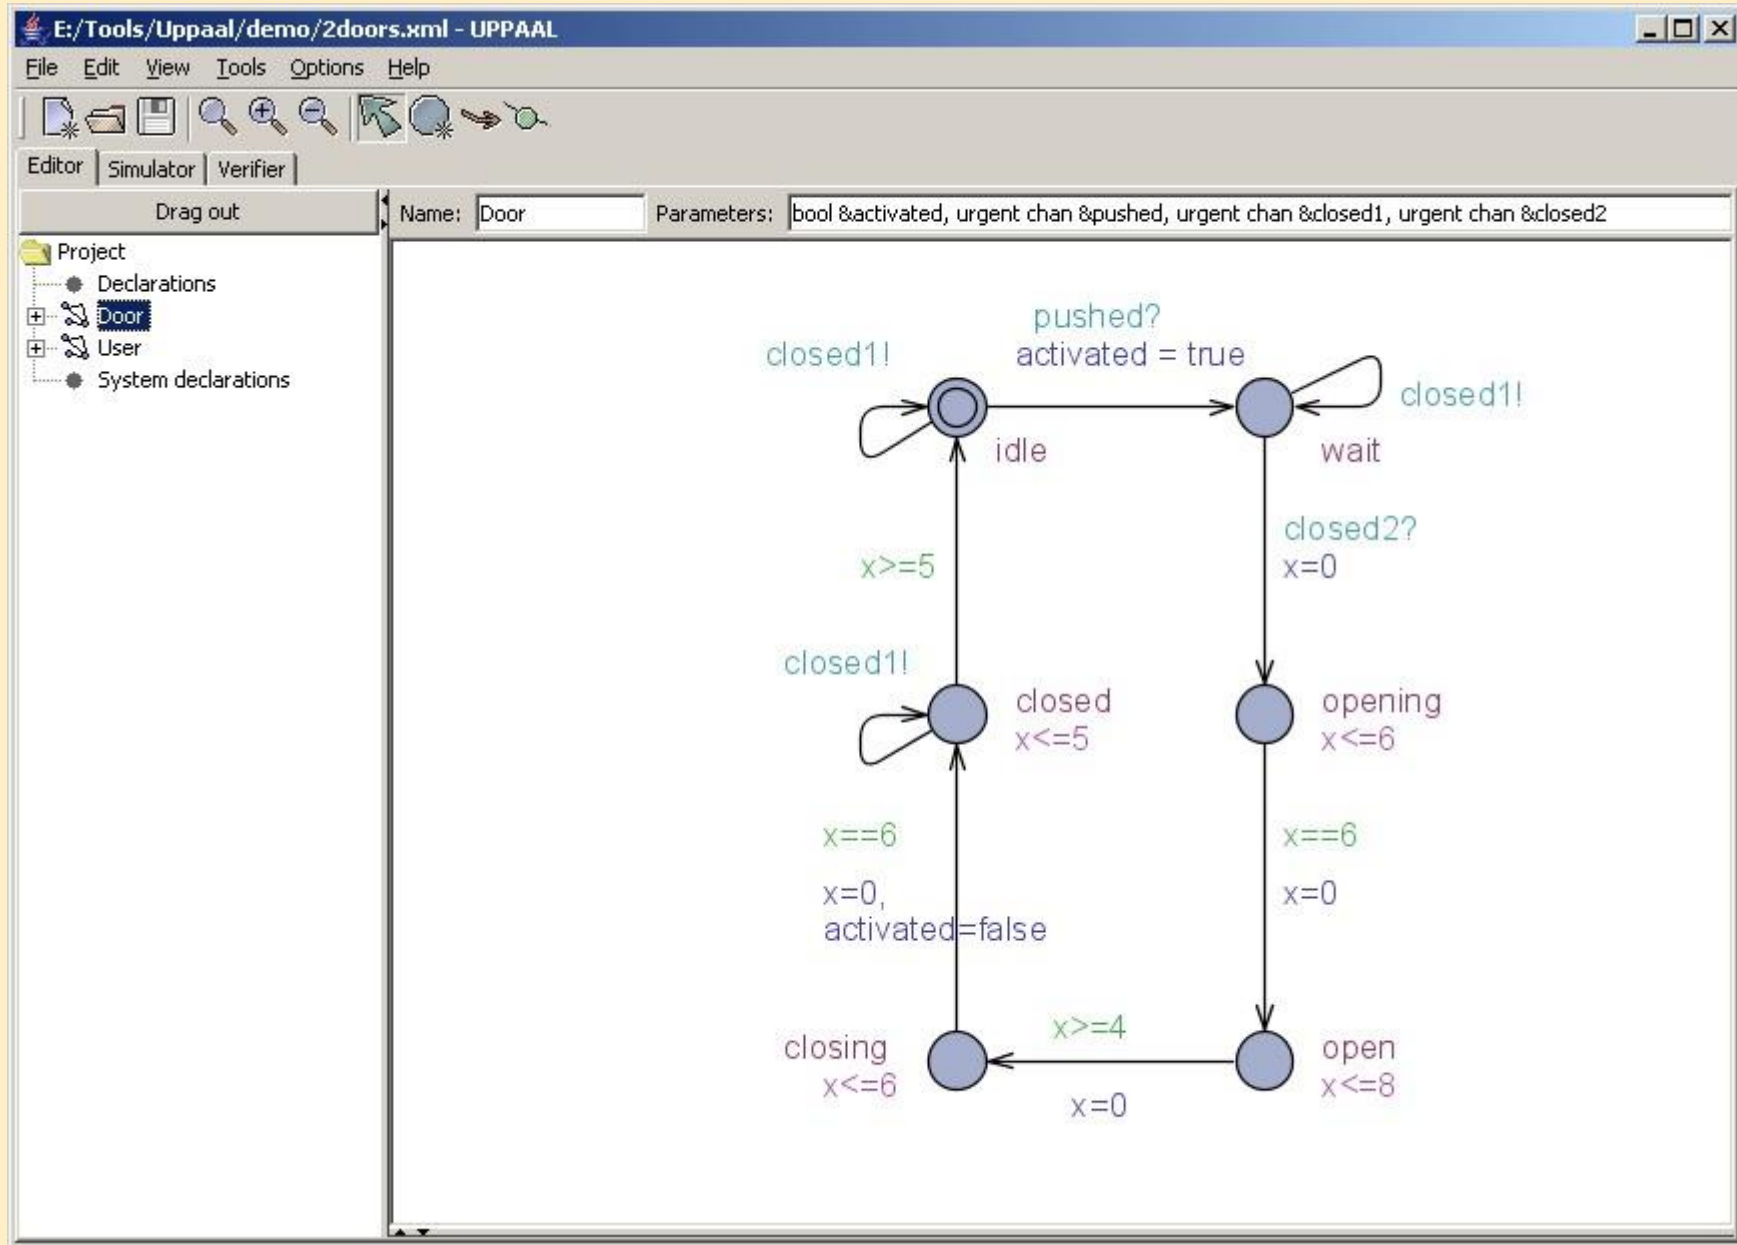 E:/Tools/Uppaal/demo/2doors.xml - UPPAAL
File Edit View Tools Options Help
Editor Simulator Verifier
Drag out
Name: Door Parameters: bool &activated, urgent chan &pushed, urgent chan &closed1, urgent chan &closed2
Project
Declarations
Door
User
System declarations
pushed?
activated = true
closed1!
closed1!
idle
wait
closed2?
x=0
x>=5
closed1!
closed
x<=5
opening
x<=6
x==6
x=0,
activated=false
x==6
x=0
x>=4
closing
x<=6
x=0
open
x<=8